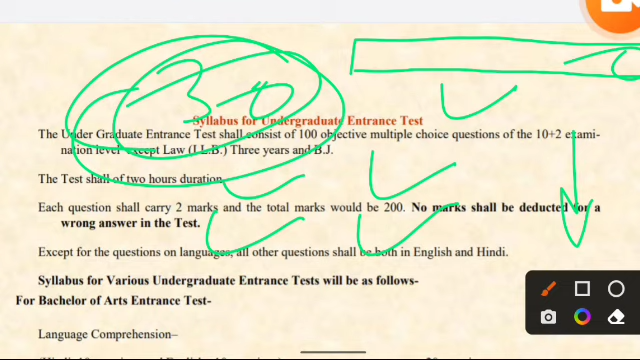 30
Syllabus for Undergraduate Entrance Test
The Under Graduate Entrance Test shall consist of 100 objective multiple choice questions of the 10+2 exami-
nation level except Law (LL.B.) Three years and B.J.
The Test shall of two hours duration.
Each question shall carry 2 marks and the total marks would be 200. No marks shall be deducted for a
wrong answer in the Test.
Except for the questions on languages, all other questions shall be both in English and Hindi.
Syllabus for Various Undergraduate Entrance Tests will be as follows-
For Bachelor of Arts Entrance Test-
Language Comprehension–